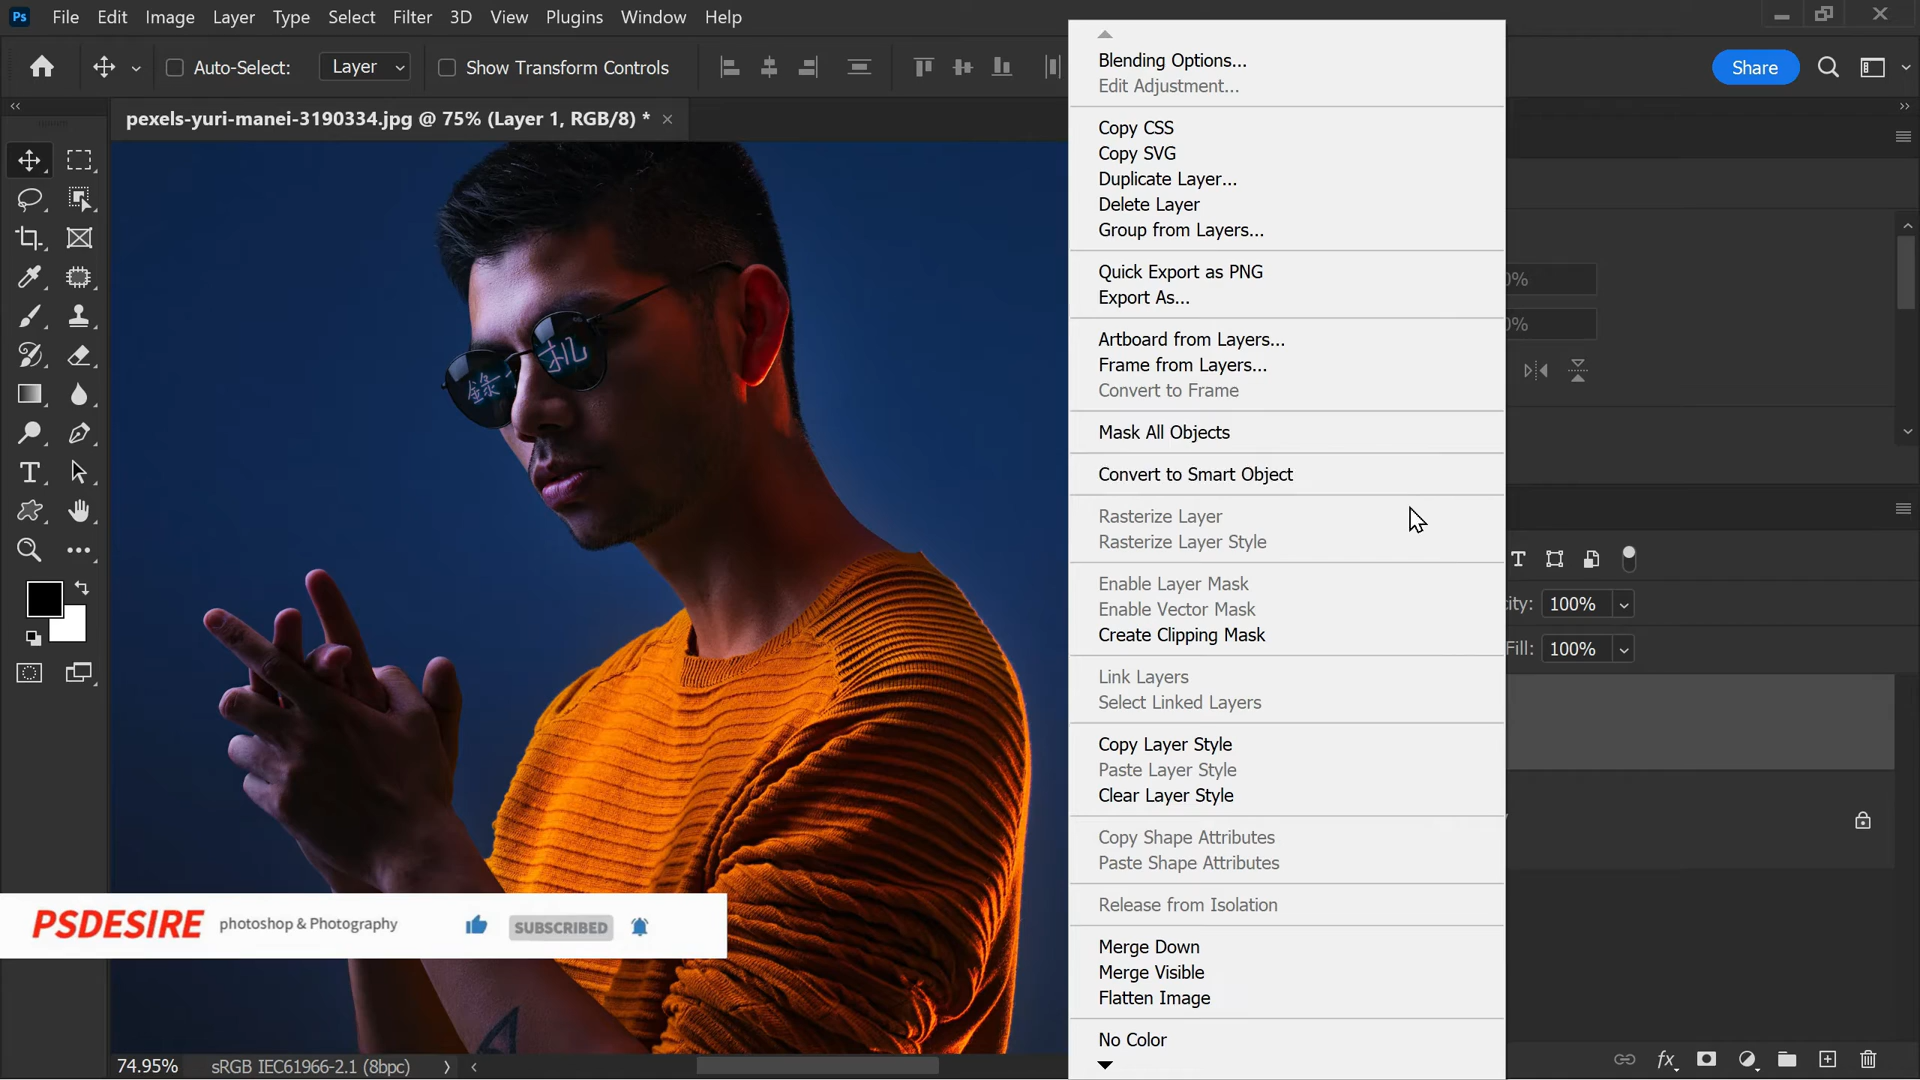 Ps File Edit Image Layer Type Select Filter 3D View Plugins Window Help
Auto-Select: Layer Show Transform Controls Share
pexels-yuri-manei-3190334.jpg @ 75% (Layer 1, RGB/8) *
Blending Options...
Edit Adjustment...
Copy CSS
Copy SVG
Duplicate Layer...
Delete Layer
Group from Layers...
Quick Export as PNG
Export As...
Artboard from Layers...
Frame from Layers...
Convert to Frame
Mask All Objects
Convert to Smart Object
Rasterize Layer
Rasterize Layer Style
Enable Layer Mask
Enable Vector Mask
Create Clipping Mask
Link Layers
Select Linked Layers
Copy Layer Style
Paste Layer Style
Clear Layer Style
Copy Shape Attributes
Paste Shape Attributes
Release from Isolation
Merge Down
Merge Visible
Flatten Image
No Color
0%
0%
T
city: 100%
Fill: 100%
錄
机
T
PSDESIRE photoshop & Photography SUBSCRIBED
74.95% sRGB IEC61966-2.1 (8bpc)
fx